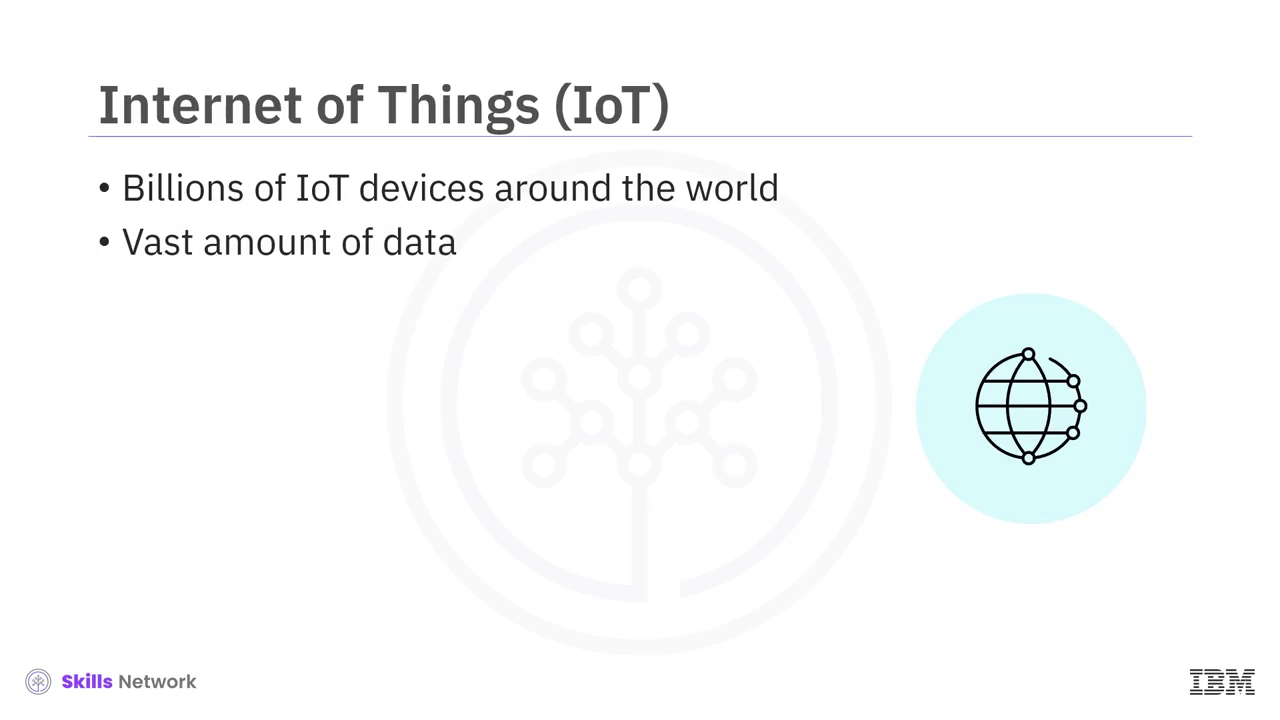 Internet of Things (IoT)
• Billions of IoT devices around the world
• Vast amount of data
Skills Network
IBM